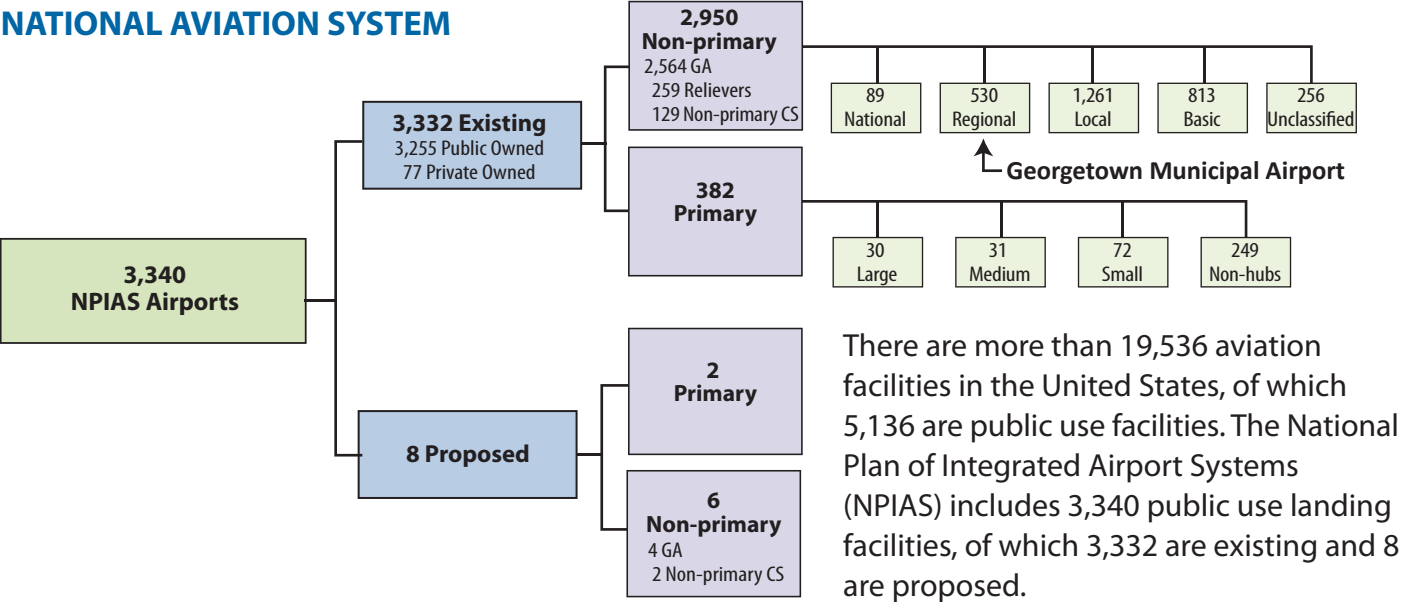 NATIONAL AVIATION SYSTEM
3,340
NPIAS Airports
3,332 Existing
3,255 Public Owned
77 Private Owned
8 Proposed
2,950
Non-primary
2,564 GA
259 Relievers
129 Non-primary CS
382
Primary
2
Primary
6
Non-primary
4 GA
2 Non-primary CS
89
National
530
Regional
1,261
Local
813
Basic
256
Unclassified
Georgetown Municipal Airport
30
Large
31
Medium
72
Small
249
Non-hubs
There are more than 19,536 aviation
facilities in the United States, of which
5,136 are public use facilities. The National
Plan of Integrated Airport Systems
(NPIAS) includes 3,340 public use landing
facilities, of which 3,332 are existing and 8
are proposed.